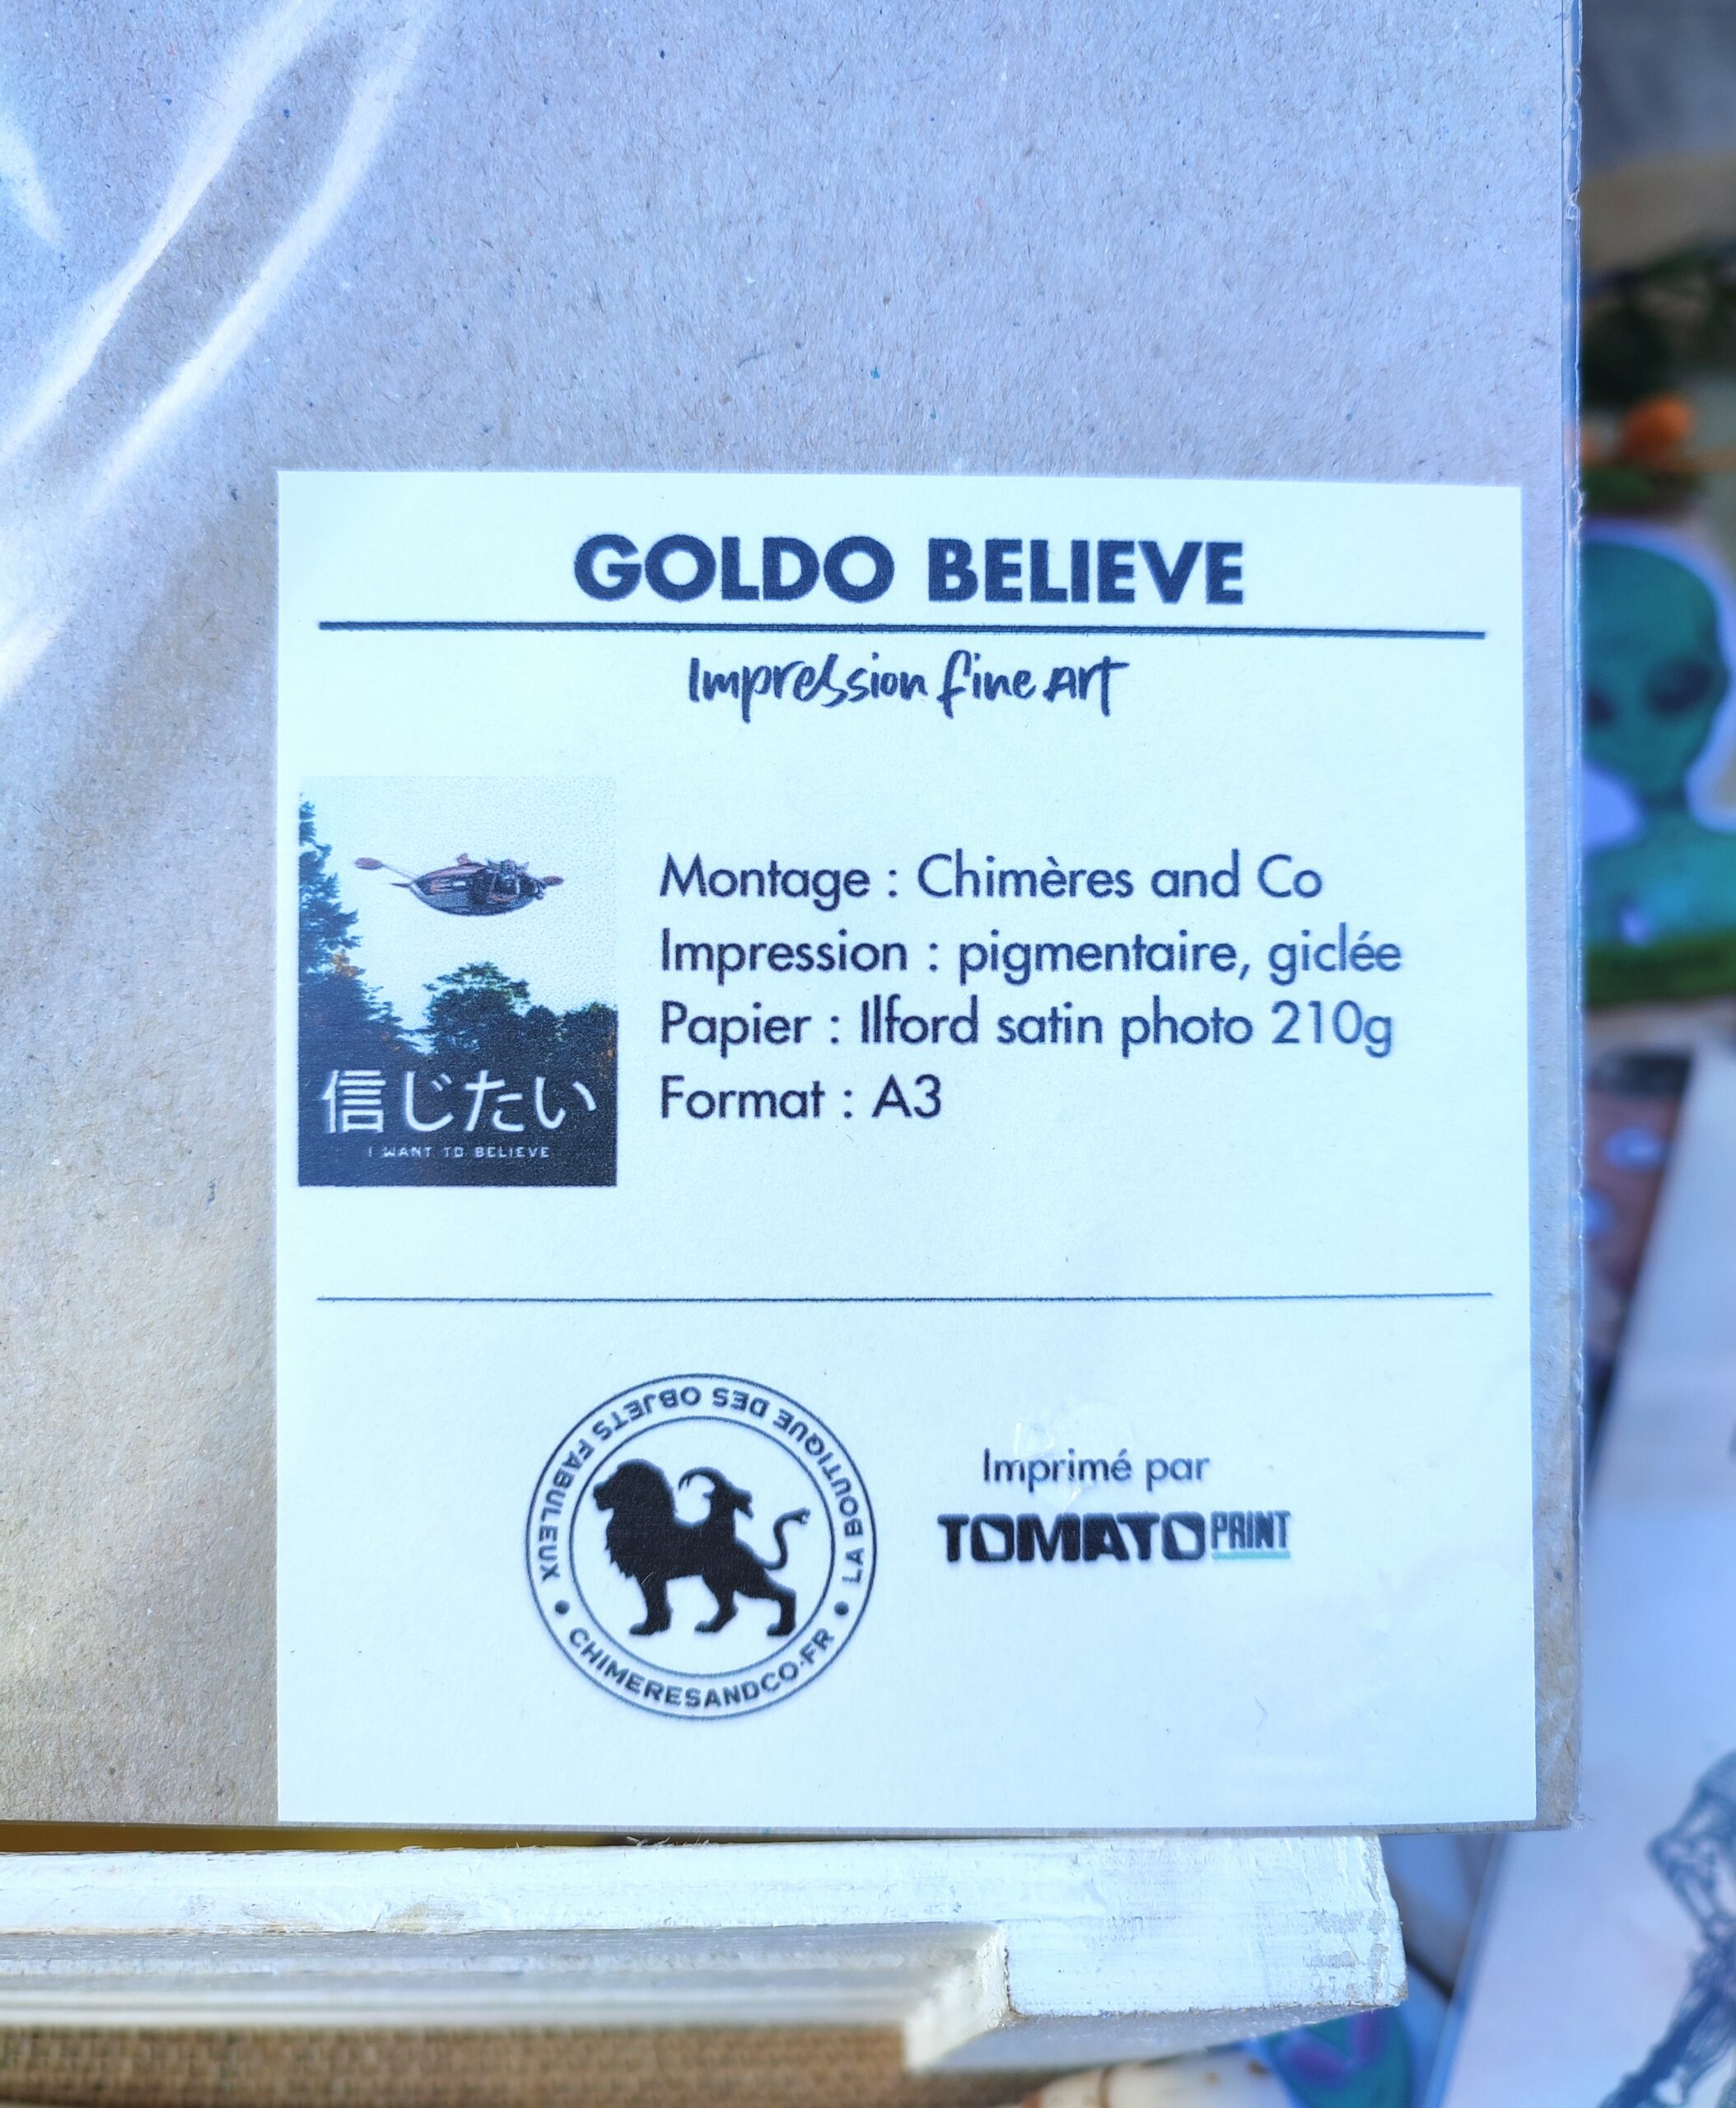 GOLDO BELIEVE
Impression fine Art
信じたい
I WANT TO BELIEVE
Montage : Chimères and Co
Impression : pigmentaire, giclée
Papier : Ilford satin photo 210g
Format : A3
LA BOUTIQUE DES OBJETS FABULEUX
• CHIMERESANDCO.FR •
Imprimé par
TOMATO PRINT